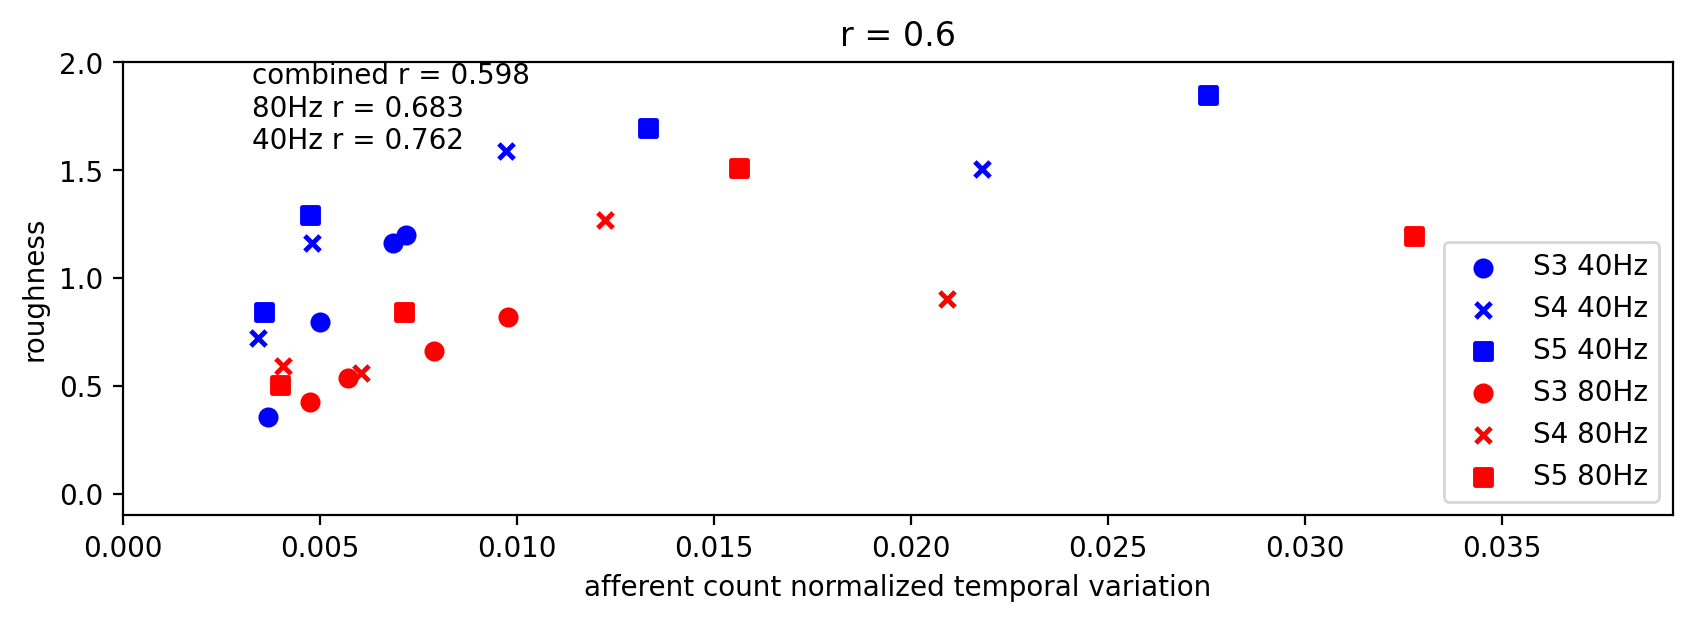 r = 0.6
combined r = 0.598
80Hz r = 0.683
40Hz r = 0.762
2.0
1.5
1.0
0.5
0.0
roughness
S3 40Hz
S4 40Hz
S5 40Hz
S3 80Hz
S4 80Hz
S5 80Hz
0.000 0.005 0.010 0.015 0.020 0.025 0.030 0.035
afferent count normalized temporal variation